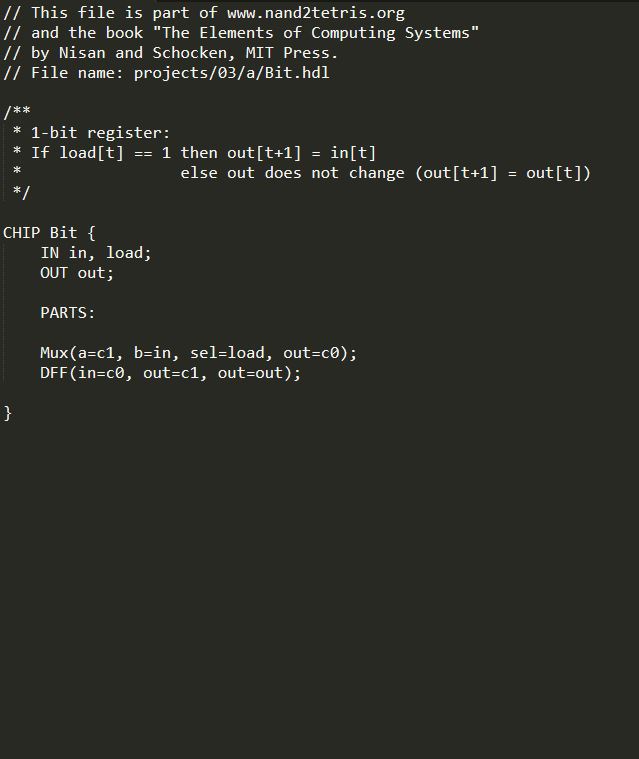 // This file is part of www.nand2tetris.org
// and the book "The Elements of Computing Systems"
// by Nisan and Schocken, MIT Press.
// File name: projects/03/a/Bit.hdl
/**
 * 1-bit register:
 * If load[t] == 1 then out[t+1] = in[t]
 *                 else out does not change (out[t+1] = out[t])
 */
CHIP Bit {
    IN in, load;
    OUT out;
    PARTS:
    Mux(a=c1, b=in, sel=load, out=c0);
    DFF(in=c0, out=c1, out=out);
}